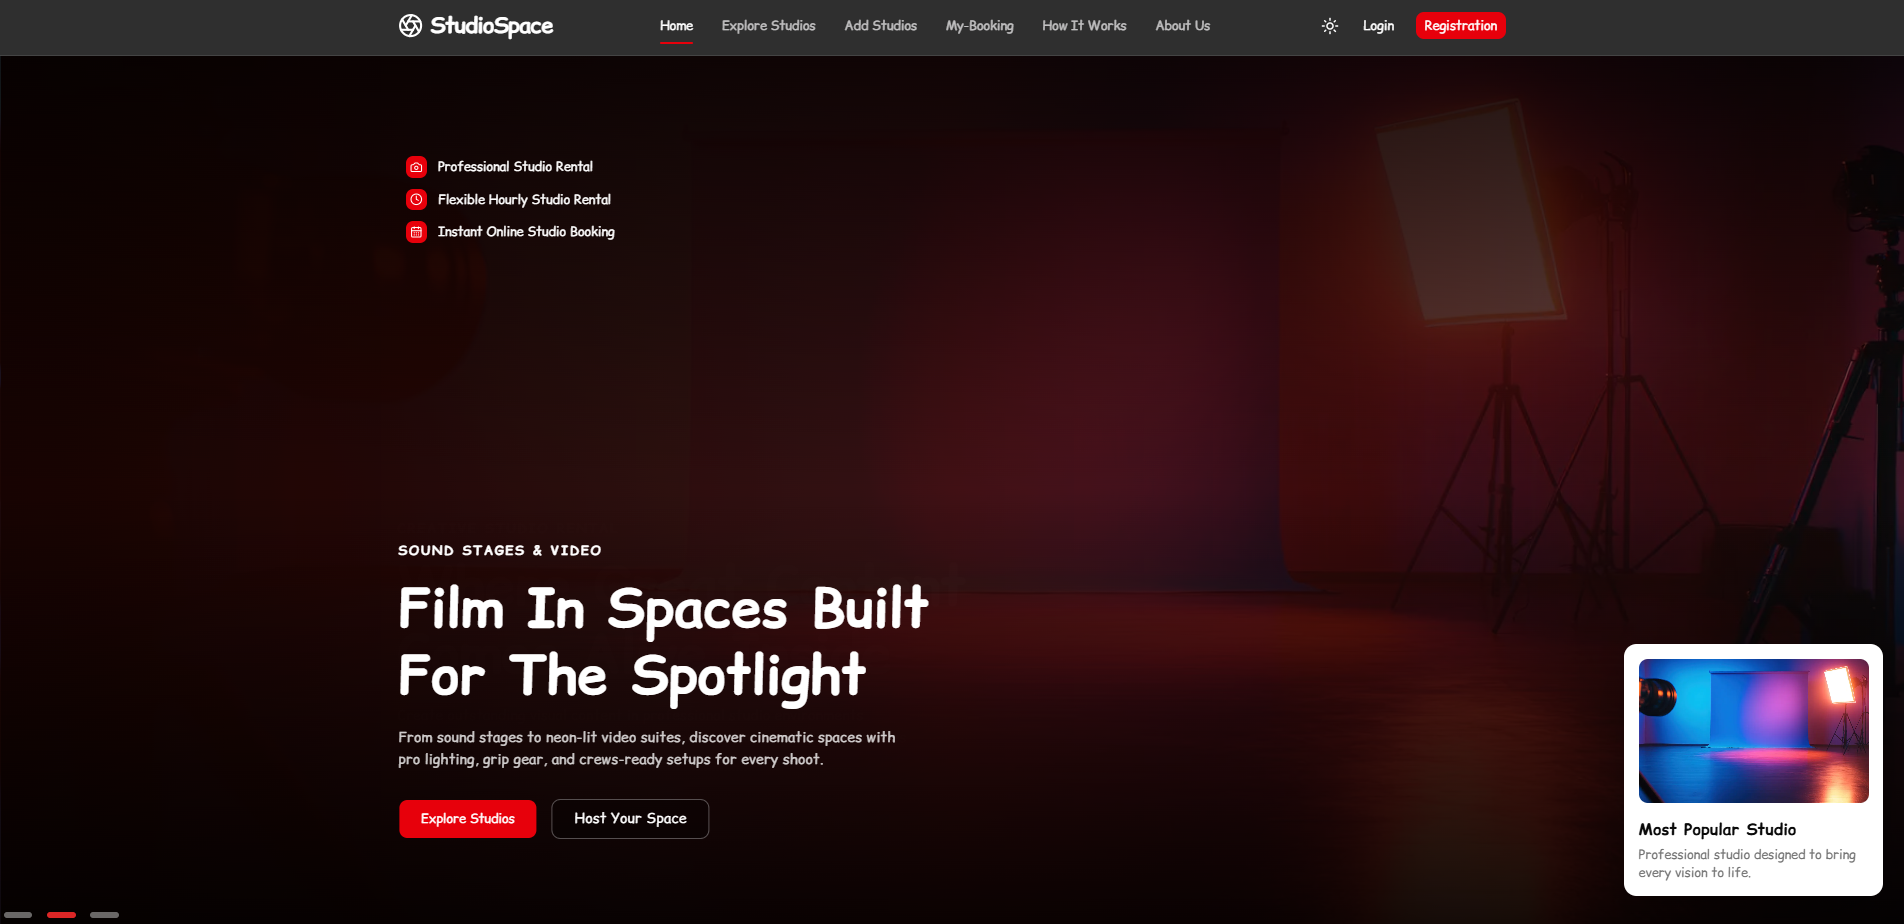 StudioSpace
Home
Explore Studios
Add Studios
My-Booking
How It Works
About Us
Login
Registration
Professional Studio Rental
Flexible Hourly Studio Rental
Instant Online Studio Booking
SOUND STAGES & VIDEO
Film In Spaces Built
For The Spotlight
From sound stages to neon-lit video suites, discover cinematic spaces with
pro lighting, grip gear, and crews-ready setups for every shoot.
Explore Studios
Host Your Space
Most Popular Studio
Professional studio designed to bring
every vision to life.